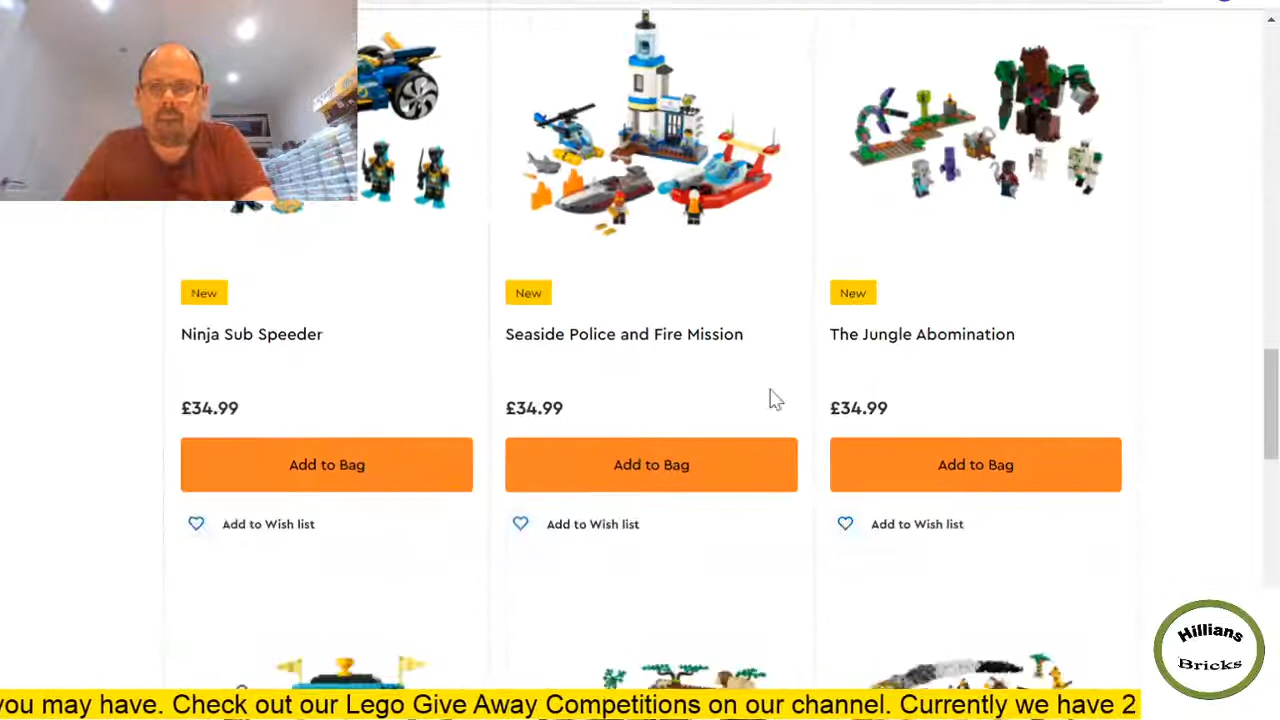 New
New
New
Ninja Sub Speeder
Seaside Police and Fire Mission
The Jungle Abomination
£34.99
£34.99
£34.99
Add to Bag
Add to Bag
Add to Bag
Add to Wish list
Add to Wish list
Add to Wish list
Hillians
Bricks
you may have. Check out our Lego Give Away Competitions on our channel. Currently we have 2